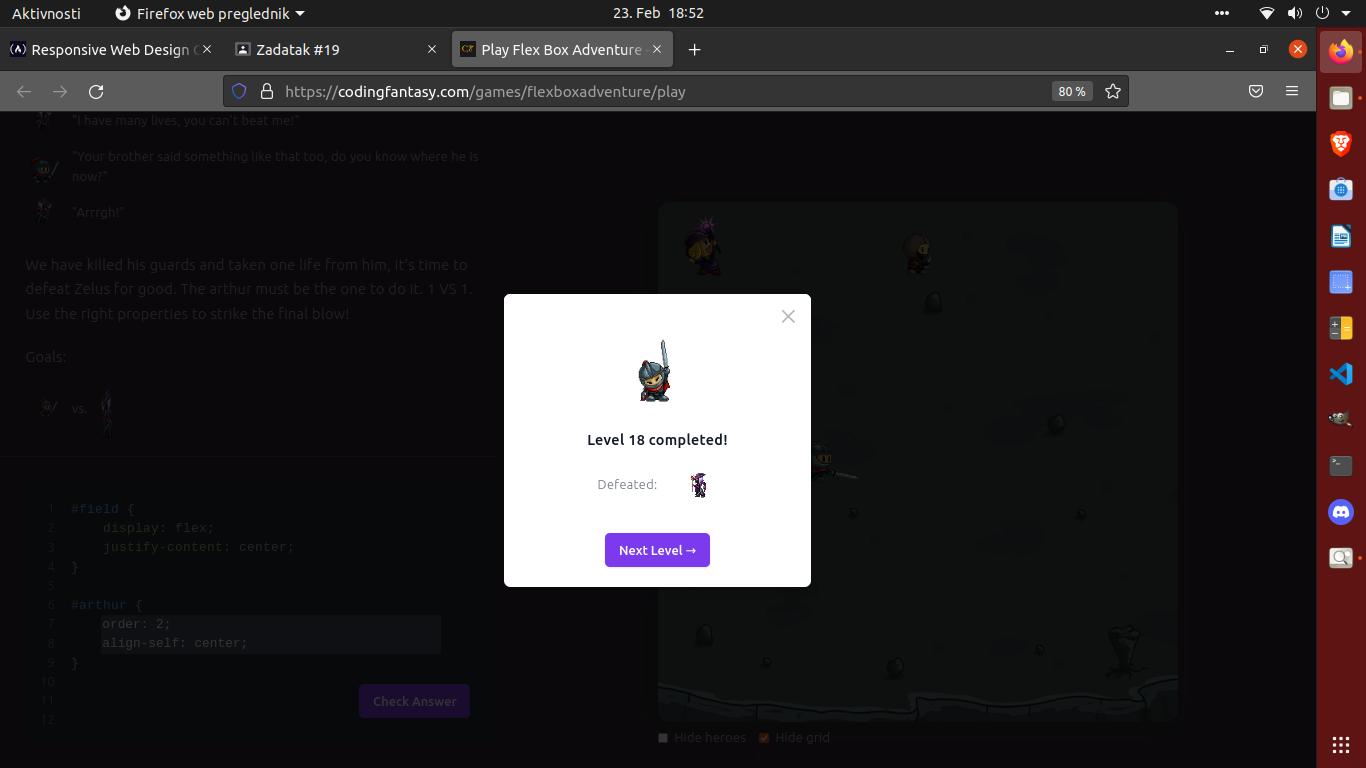 Aktivnosti
Firefox web preglednik
23. Feb 18:52
Responsive Web Design
Zadatak #19
Play Flex Box Adventure
https://codingfantasy.com/games/flexboxadventure/play
80 %
"I have many lives, you can't beat me!"
"Your brother said something like that too, do you know where he is
now?"
"Arrrgh!"
We have killed his guards and taken one life from him, it's time to
defeat Zelus for good. The arthur must be the one to do it. 1 VS 1.
Use the right properties to strike the final blow!
Goals:
vs.
Level 18 completed!
Defeated:
Next Level →
1 #field {
2 display: flex;
3 justify-content: center;
4 }
5
6 #arthur {
7 order: 2;
8 align-self: center;
9 }
10
11
12
Check Answer
Hide heroes
Hide grid